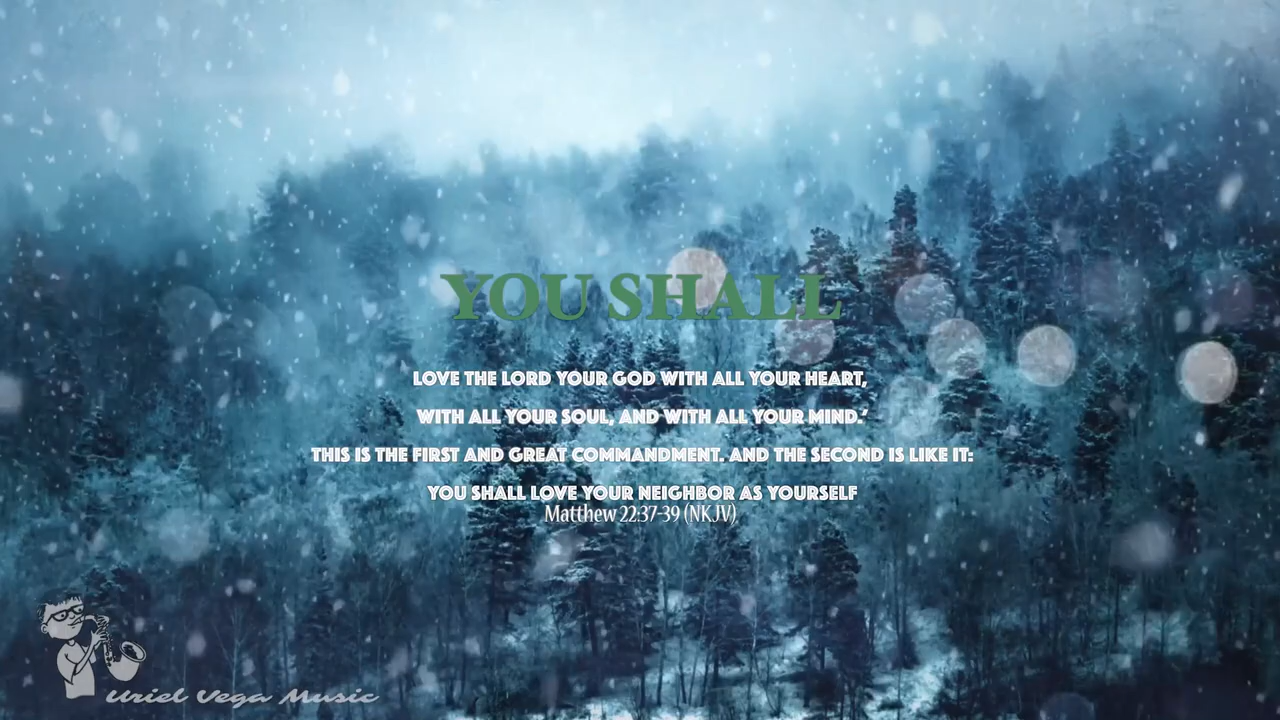 YOU SHALL
LOVE THE LORD YOUR GOD WITH ALL YOUR HEART,
WITH ALL YOUR SOUL, AND WITH ALL YOUR MIND.’
THIS IS THE FIRST AND GREAT COMMANDMENT. AND THE SECOND IS LIKE IT:
YOU SHALL LOVE YOUR NEIGHBOR AS YOURSELF
Matthew 22:37-39 (NKJV)
Uriel Vega Music